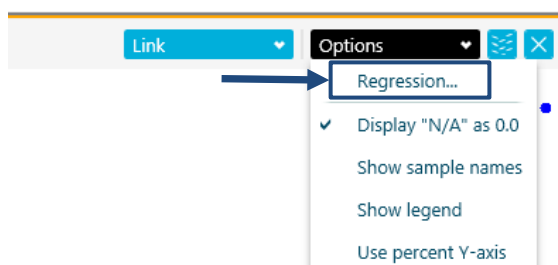 Link
Options
Regression...
Display "N/A" as 0.0
Show sample names
Show legend
Use percent Y-axis